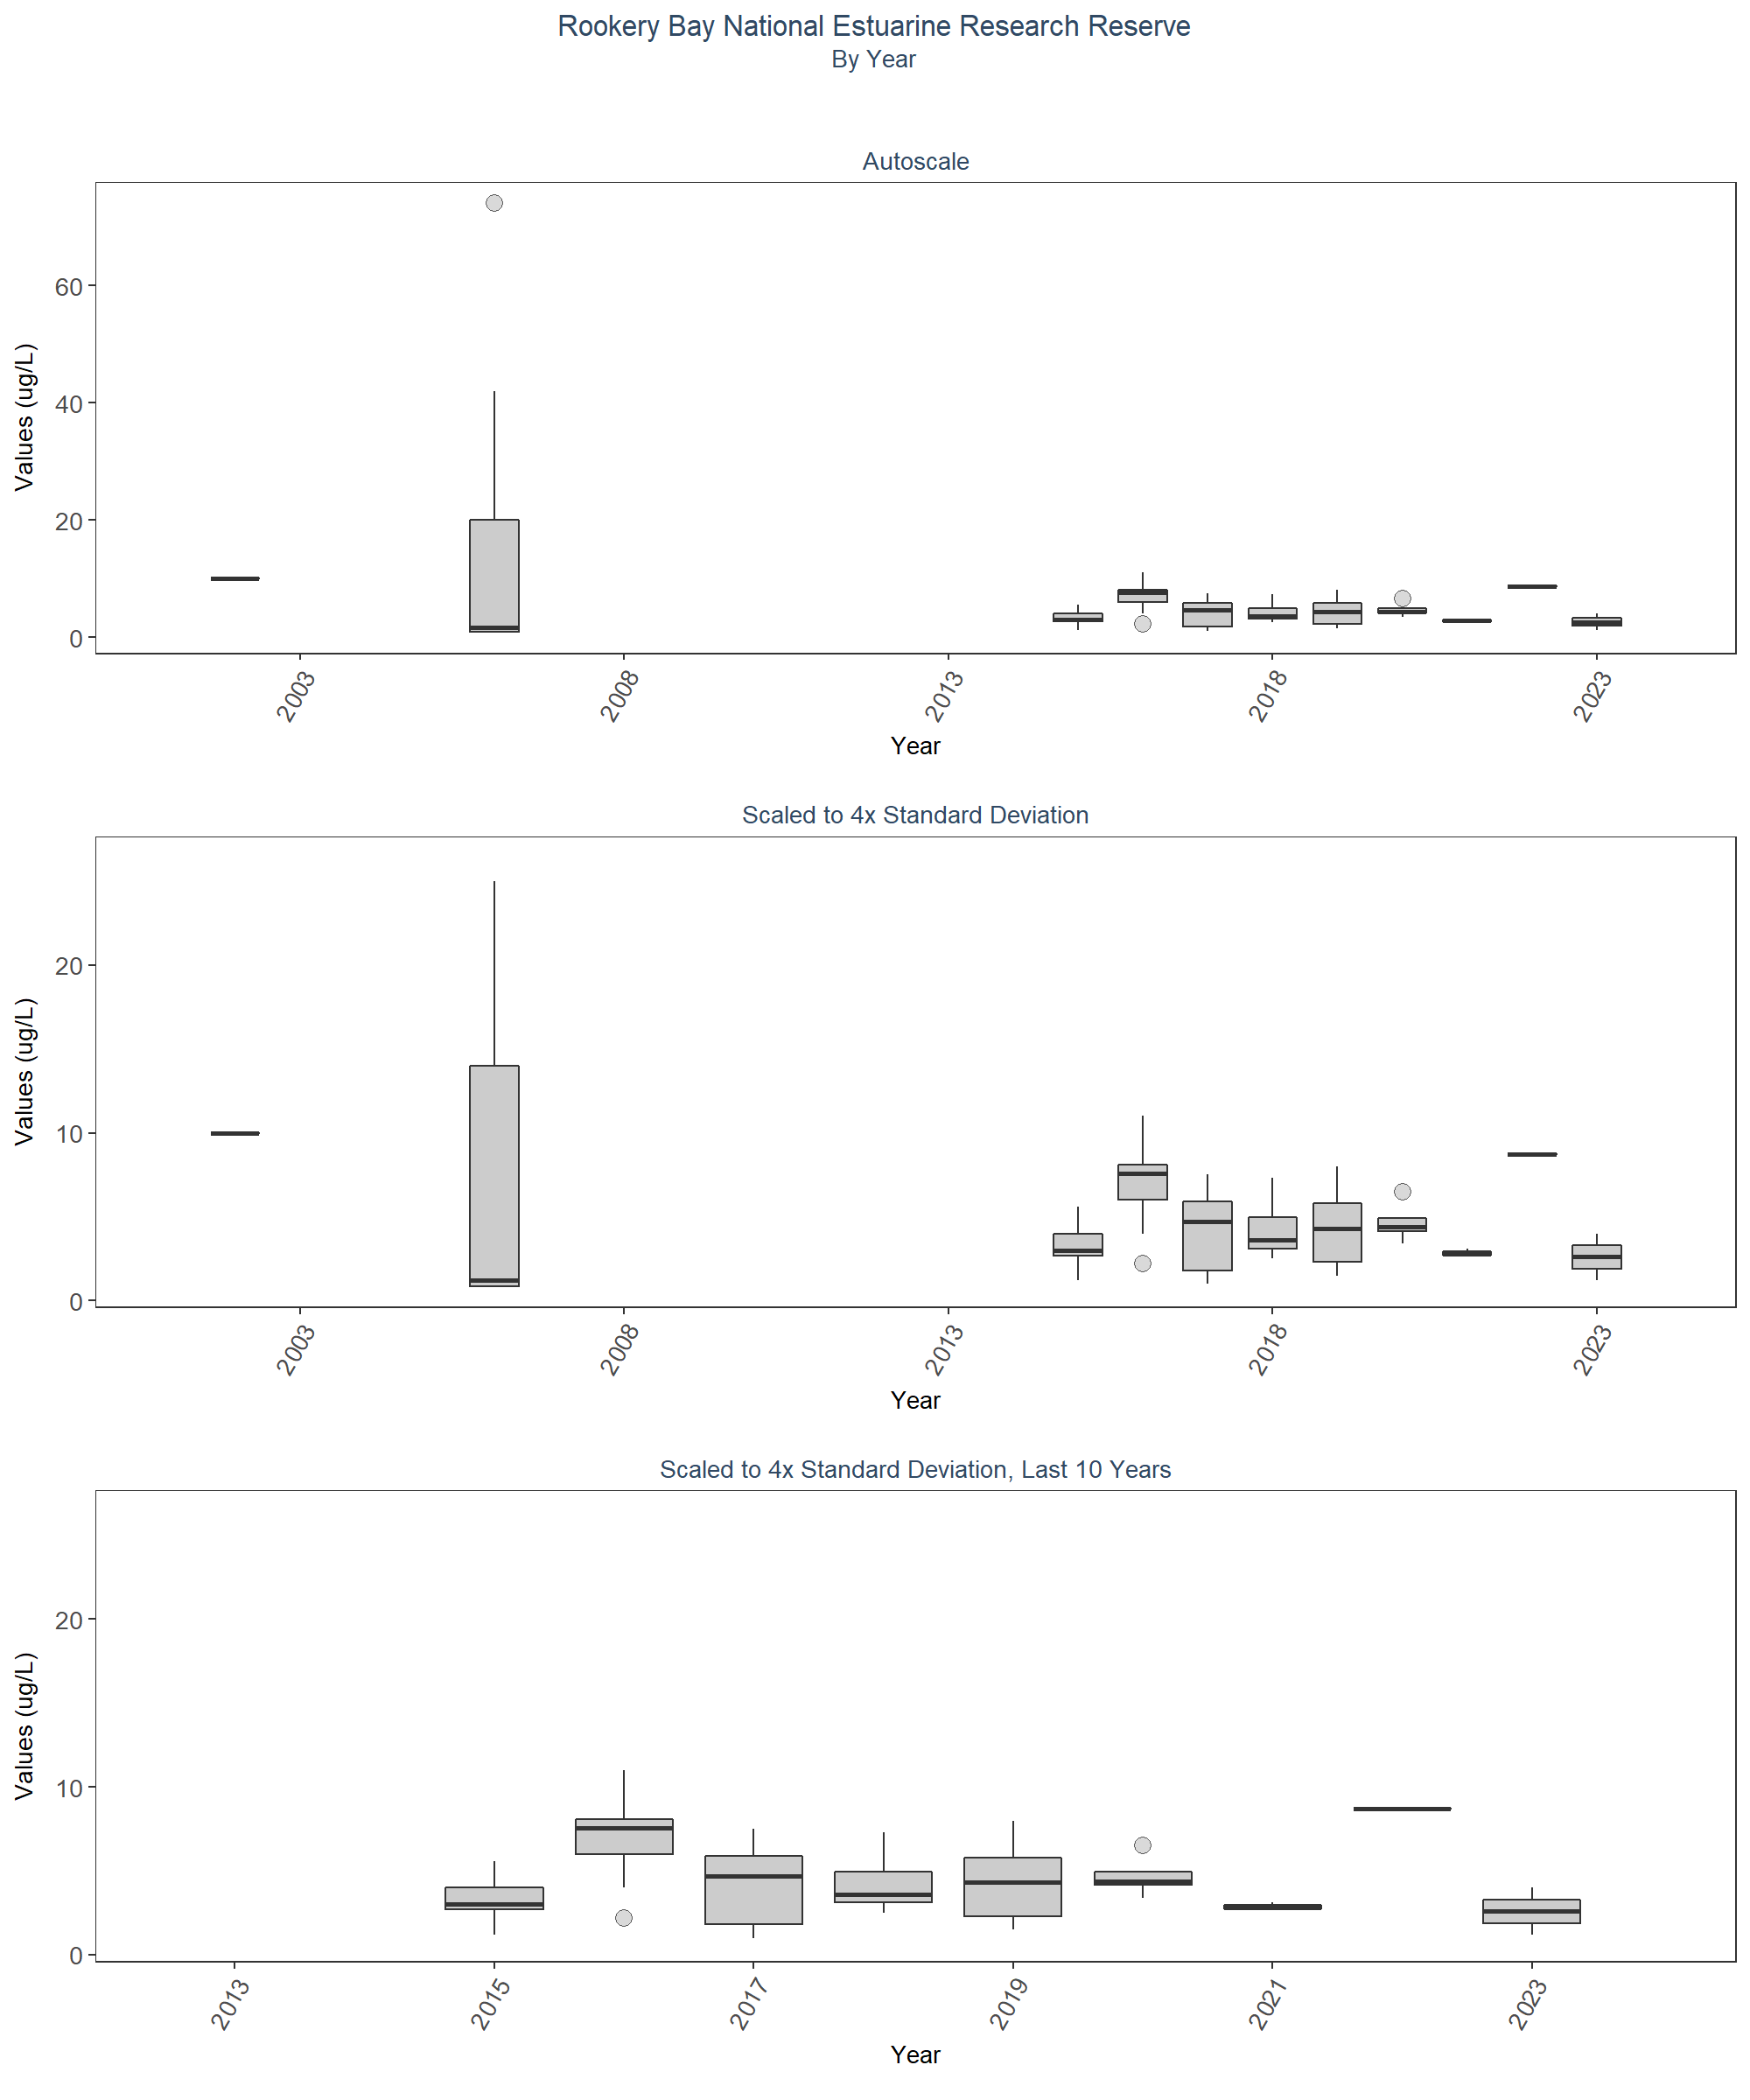 Rookery Bay National Estuarine Research Reserve
By Year
Autoscale
Values (ug/L)
60
40
20
0
2003
2008
2013
2018
2023
Year
Scaled to 4x Standard Deviation
Values (ug/L)
20
10
0
2003
2008
2013
2018
2023
Year
Scaled to 4x Standard Deviation, Last 10 Years
Values (ug/L)
20
10
0
2013
2015
2017
2019
2021
2023
Year